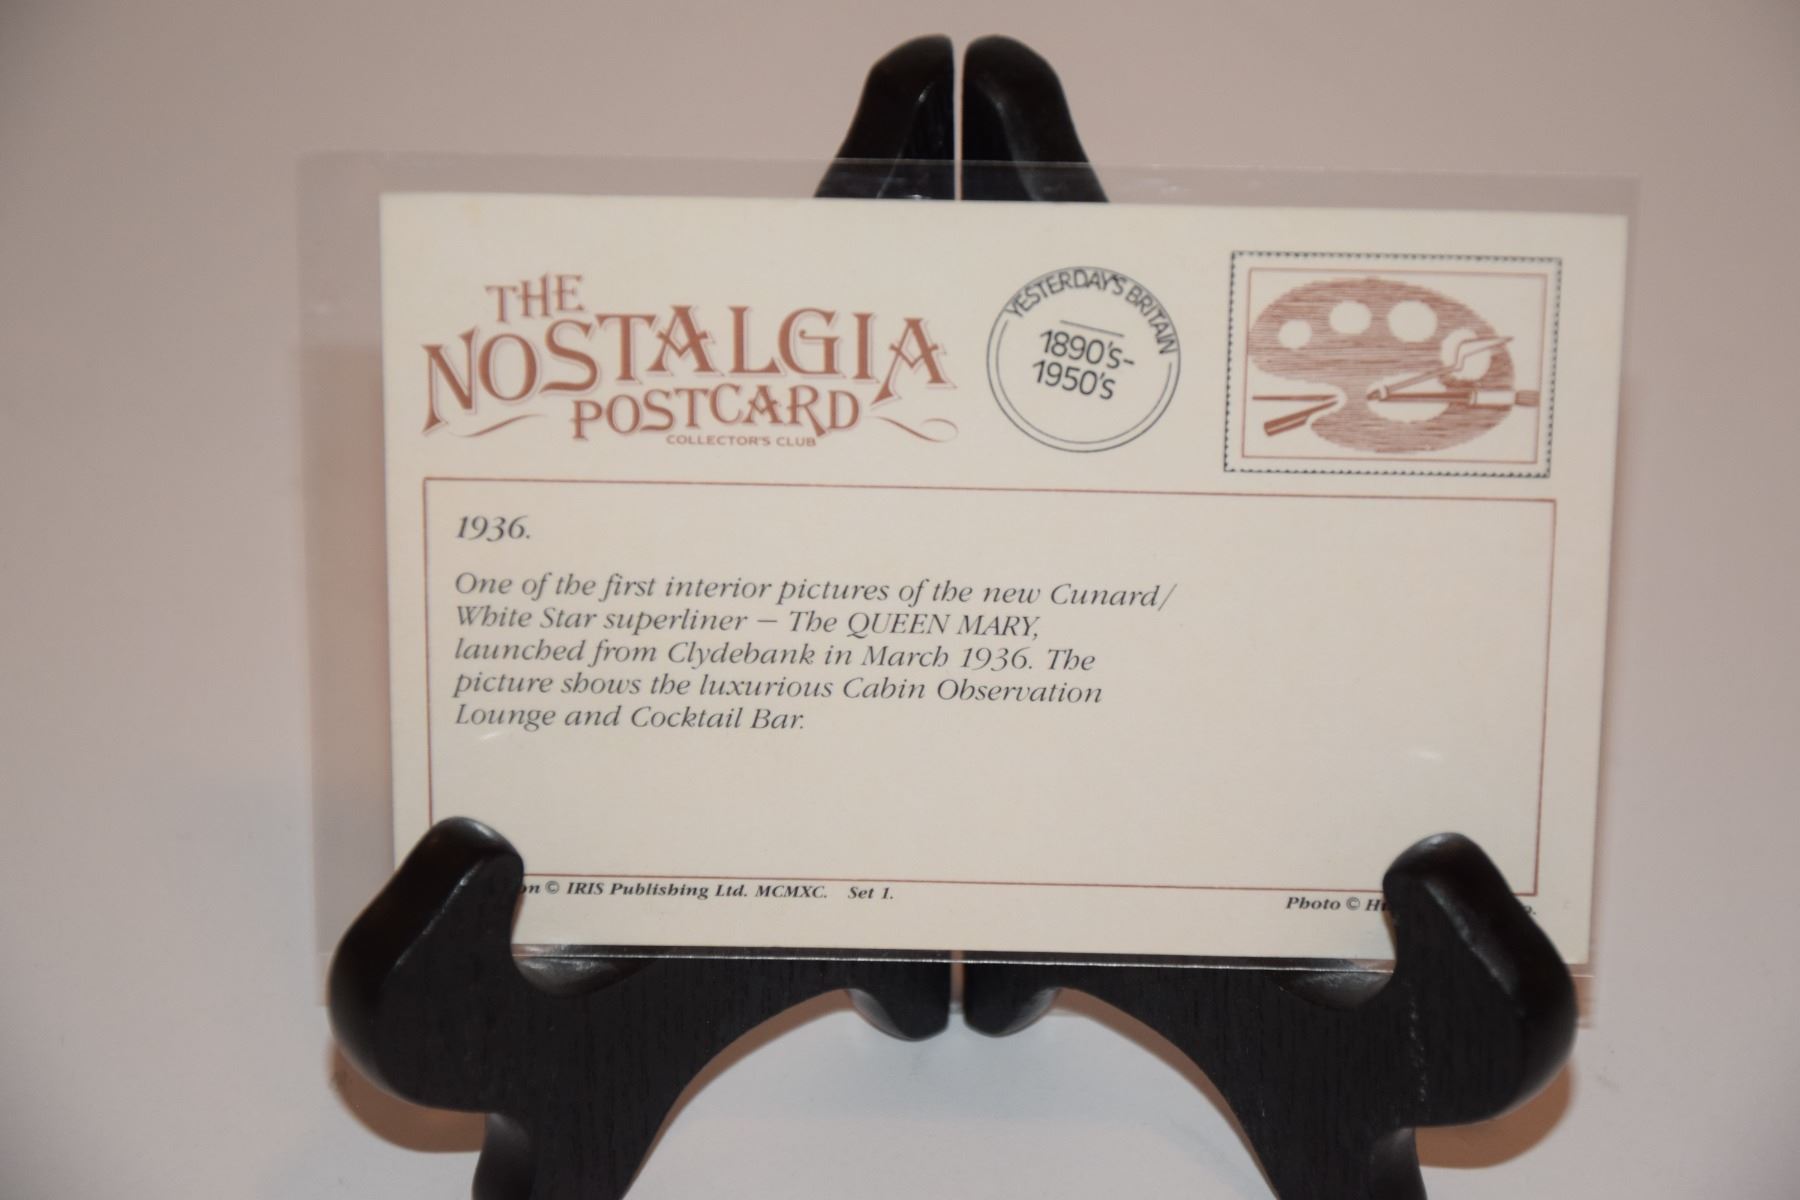 THE
NOSTALGIA
POSTCARD
COLLECTOR'S CLUB
YESTERDAY'S BRITAIN
1890's-
1950's
1936.
One of the first interior pictures of the new Cunard/
White Star superliner – The QUEEN MARY,
launched from Clydebank in March 1936. The
picture shows the luxurious Cabin Observation
Lounge and Cocktail Bar.
© IRIS Publishing Ltd. MCMXC. Set 1.
Photo ©